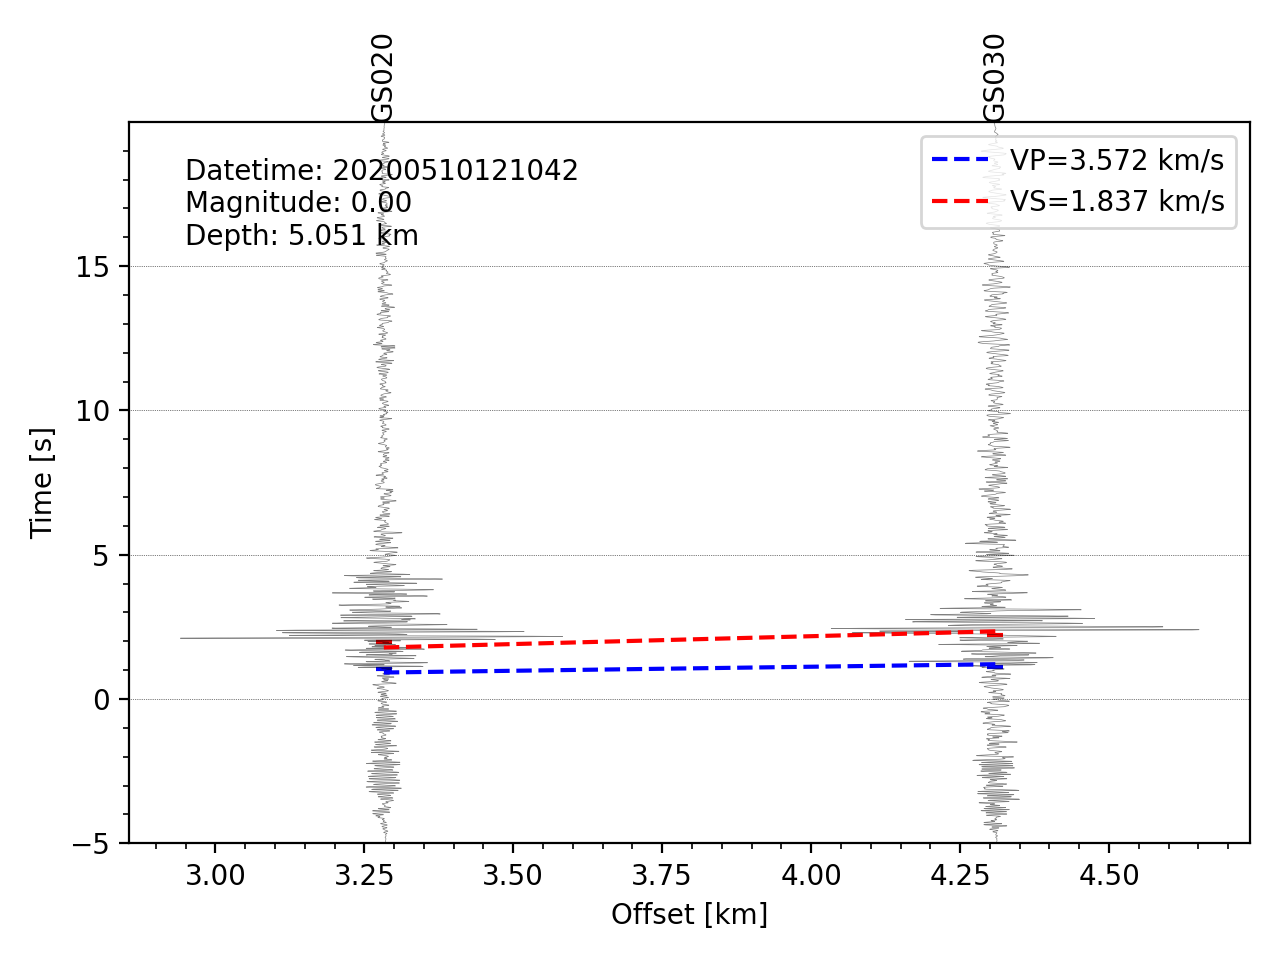 GS020
GS030
Datetime: 20200510121042
Magnitude: 0.00
Depth: 5.051 km
VP=3.572 km/s
VS=1.837 km/s
15
10
5
0
−5
Time [s]
3.00 3.25 3.50 3.75 4.00 4.25 4.50
Offset [km]